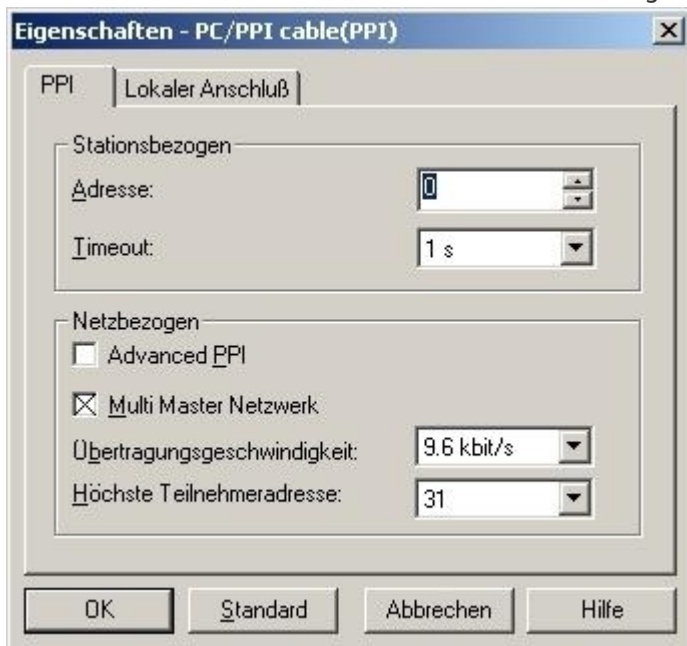 Eigenschaften - PC/PPI cable(PPI)
PPI
Lokaler Anschluß
Stationsbezogen
Adresse:
0
Timeout:
1 s
Netzbezogen
Advanced PPI
Multi Master Netzwerk
Übertragungsgeschwindigkeit:
9.6 kbit/s
Höchste Teilnehmeradresse:
31
OK
Standard
Abbrechen
Hilfe